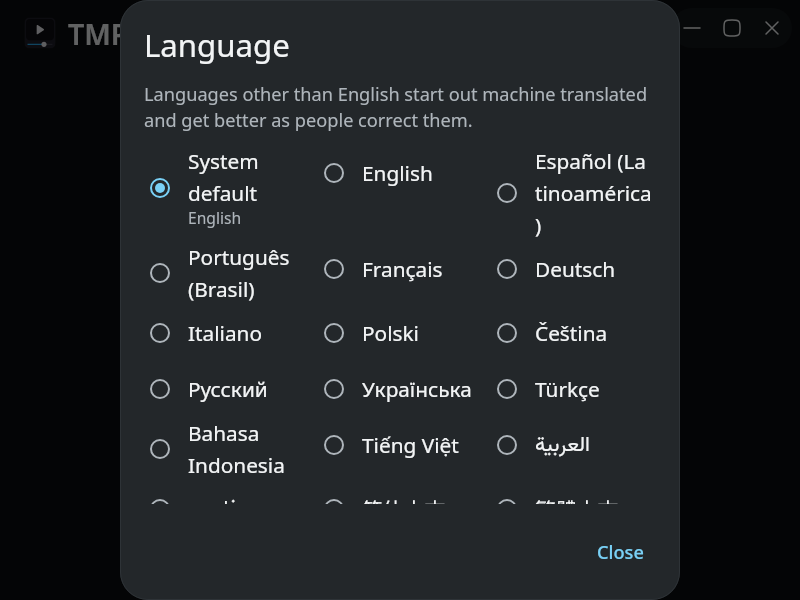 TMP
Language
Languages other than English start out machine translated
and get better as people correct them.
System
default
English
English
Español (La
tinoamérica
)
Português
(Brasil)
Français
Deutsch
Italiano
Polski
Čeština
Русский
Українська
Türkçe
Bahasa
Indonesia
Tiếng Việt
العربية
Close